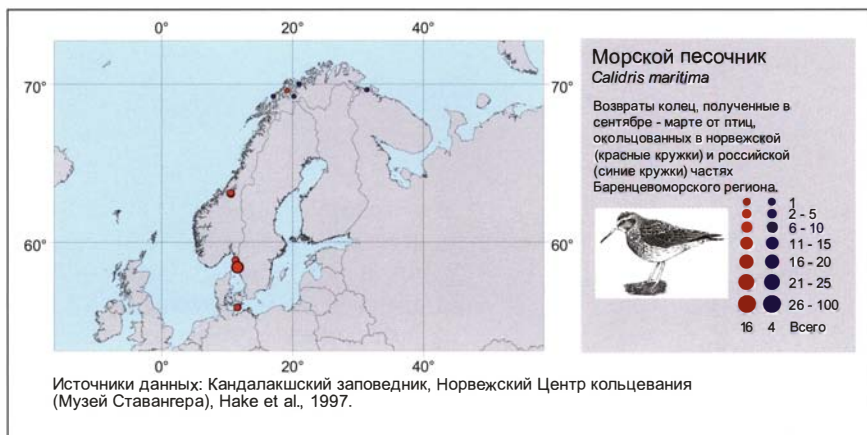 0° 20° 40°
70° 70°
60° 60°
0° 20° 40°
Морской песочник
Calidris maritima
Возвраты колец, полученные в
сентябре - марте от птиц,
окольцованных в норвежской
(красные кружки) и российской
(синие кружки) частях
Баренцевоморского региона.
1
2 - 5
6 - 10
11 - 15
16 - 20
21 - 25
26 - 100
16 4 Всего
Источники данных: Кандалакшский заповедник, Норвежский Центр кольцевания
(Музей Ставангера), Hake et al., 1997.